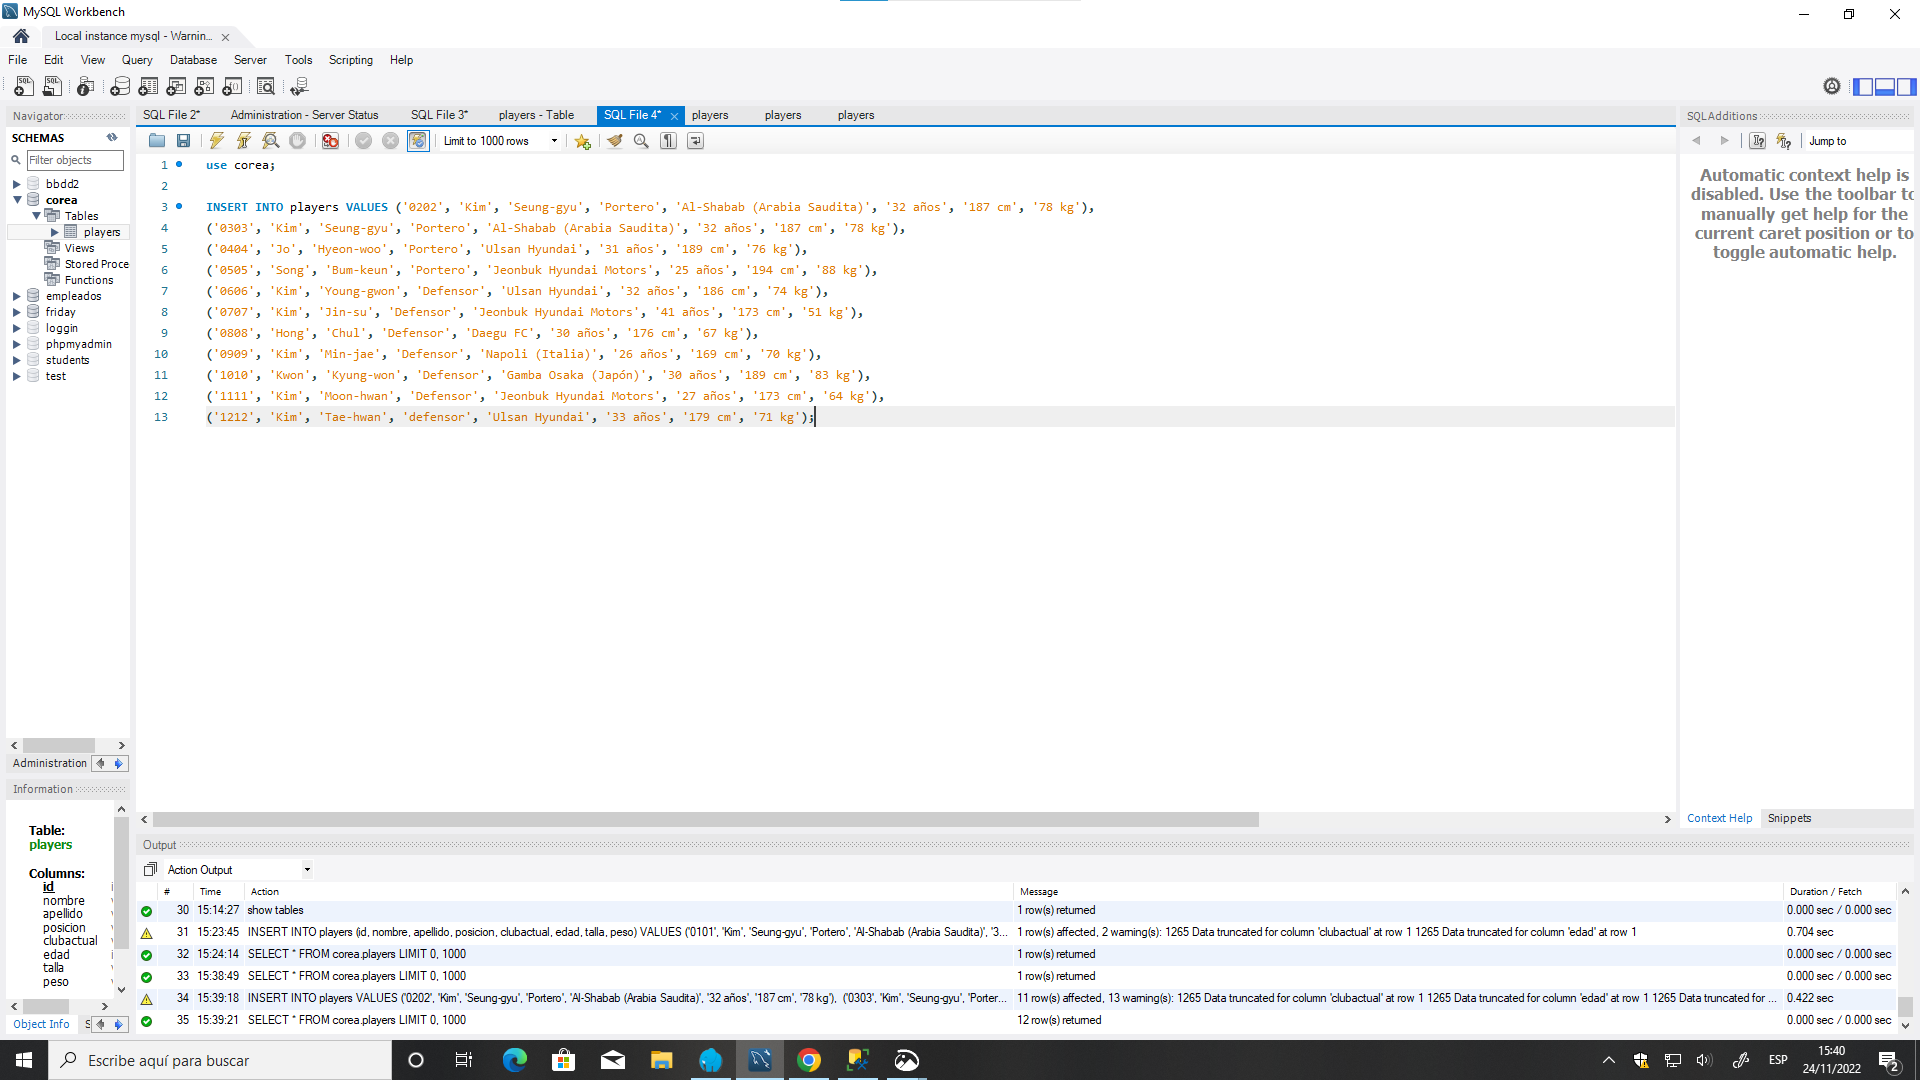 MySQL Workbench
Local instance mysql - Warnin...
File Edit View Query Database Server Tools Scripting Help
Navigator
SCHEMAS
Filter objects
bbdd2
corea
Tables
players
Views
Stored Proce
Functions
empleados
friday
loggin
phpmyadmin
students
test
Administration
Information
Table:
players
Columns:
id
nombre
apellido
posicion
clubactual
edad
talla
peso
Object Info S
SQL File 2* Administration - Server Status SQL File 3* players - Table SQL File 4* players players players
Limit to 1000 rows
1 use corea;
2
3 INSERT INTO players VALUES ('0202', 'Kim', 'Seung-gyu', 'Portero', 'Al-Shabab (Arabia Saudita)', '32 años', '187 cm', '78 kg'),
4 ('0303', 'Kim', 'Seung-gyu', 'Portero', 'Al-Shabab (Arabia Saudita)', '32 años', '187 cm', '78 kg'),
5 ('0404', 'Jo', 'Hyeon-woo', 'Portero', 'Ulsan Hyundai', '31 años', '189 cm', '76 kg'),
6 ('0505', 'Song', 'Bum-keun', 'Portero', 'Jeonbuk Hyundai Motors', '25 años', '194 cm', '88 kg'),
7 ('0606', 'Kim', 'Young-gwon', 'Defensor', 'Ulsan Hyundai', '32 años', '186 cm', '74 kg'),
8 ('0707', 'Kim', 'Jin-su', 'Defensor', 'Jeonbuk Hyundai Motors', '41 años', '173 cm', '51 kg'),
9 ('0808', 'Hong', 'Chul', 'Defensor', 'Daegu FC', '30 años', '176 cm', '67 kg'),
10 ('0909', 'Kim', 'Min-jae', 'Defensor', 'Napoli (Italia)', '26 años', '169 cm', '70 kg'),
11 ('1010', 'Kwon', 'Kyung-won', 'Defensor', 'Gamba Osaka (Japón)', '30 años', '189 cm', '83 kg'),
12 ('1111', 'Kim', 'Moon-hwan', 'Defensor', 'Jeonbuk Hyundai Motors', '27 años', '173 cm', '64 kg'),
13 ('1212', 'Kim', 'Tae-hwan', 'defensor', 'Ulsan Hyundai', '33 años', '179 cm', '71 kg');
SQLAdditions
Jump to
Automatic context help is
disabled. Use the toolbar to
manually get help for the
current caret position or to
toggle automatic help.
Context Help Snippets
Output
Action Output
# Time Action Message Duration / Fetch
30 15:14:27 show tables 1 row(s) returned 0.000 sec / 0.000 sec
31 15:23:45 INSERT INTO players (id, nombre, apellido, posicion, clubactual, edad, talla, peso) VALUES ('0101', 'Kim', 'Seung-gyu', 'Portero', 'Al-Shabab (Arabia Saudita)', '3... 1 row(s) affected, 2 warning(s): 1265 Data truncated for column 'clubactual' at row 1 1265 Data truncated for column 'edad' at row 1 0.704 sec
32 15:24:14 SELECT * FROM corea.players LIMIT 0, 1000 1 row(s) returned 0.000 sec / 0.000 sec
33 15:38:49 SELECT * FROM corea.players LIMIT 0, 1000 1 row(s) returned 0.000 sec / 0.000 sec
34 15:39:18 INSERT INTO players VALUES ('0202', 'Kim', 'Seung-gyu', 'Portero', 'Al-Shabab (Arabia Saudita)', '32 años', '187 cm', '78 kg'), ('0303', 'Kim', 'Seung-gyu', 'Porter... 11 row(s) affected, 13 warning(s): 1265 Data truncated for column 'clubactual' at row 1 1265 Data truncated for column 'edad' at row 1 1265 Data truncated for ... 0.422 sec
35 15:39:21 SELECT * FROM corea.players LIMIT 0, 1000 12 row(s) returned 0.000 sec / 0.000 sec
Escribe aquí para buscar
ESP
15:40
24/11/2022
2